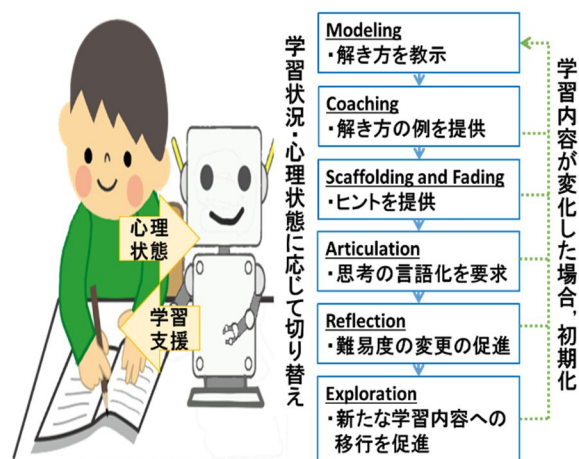 心理
状態
学習
支援
学習状況・心理状態に応じて切り替え
Modeling
・解き方を教示
Coaching
・解き方の例を提供
Scaffolding and Fading
・ヒントを提供
Articulation
・思考の言語化を要求
Reflection
・難易度の変更の促進
Exploration
・新たな学習内容への
移行を促進
学習内容が変化した場合，初期化